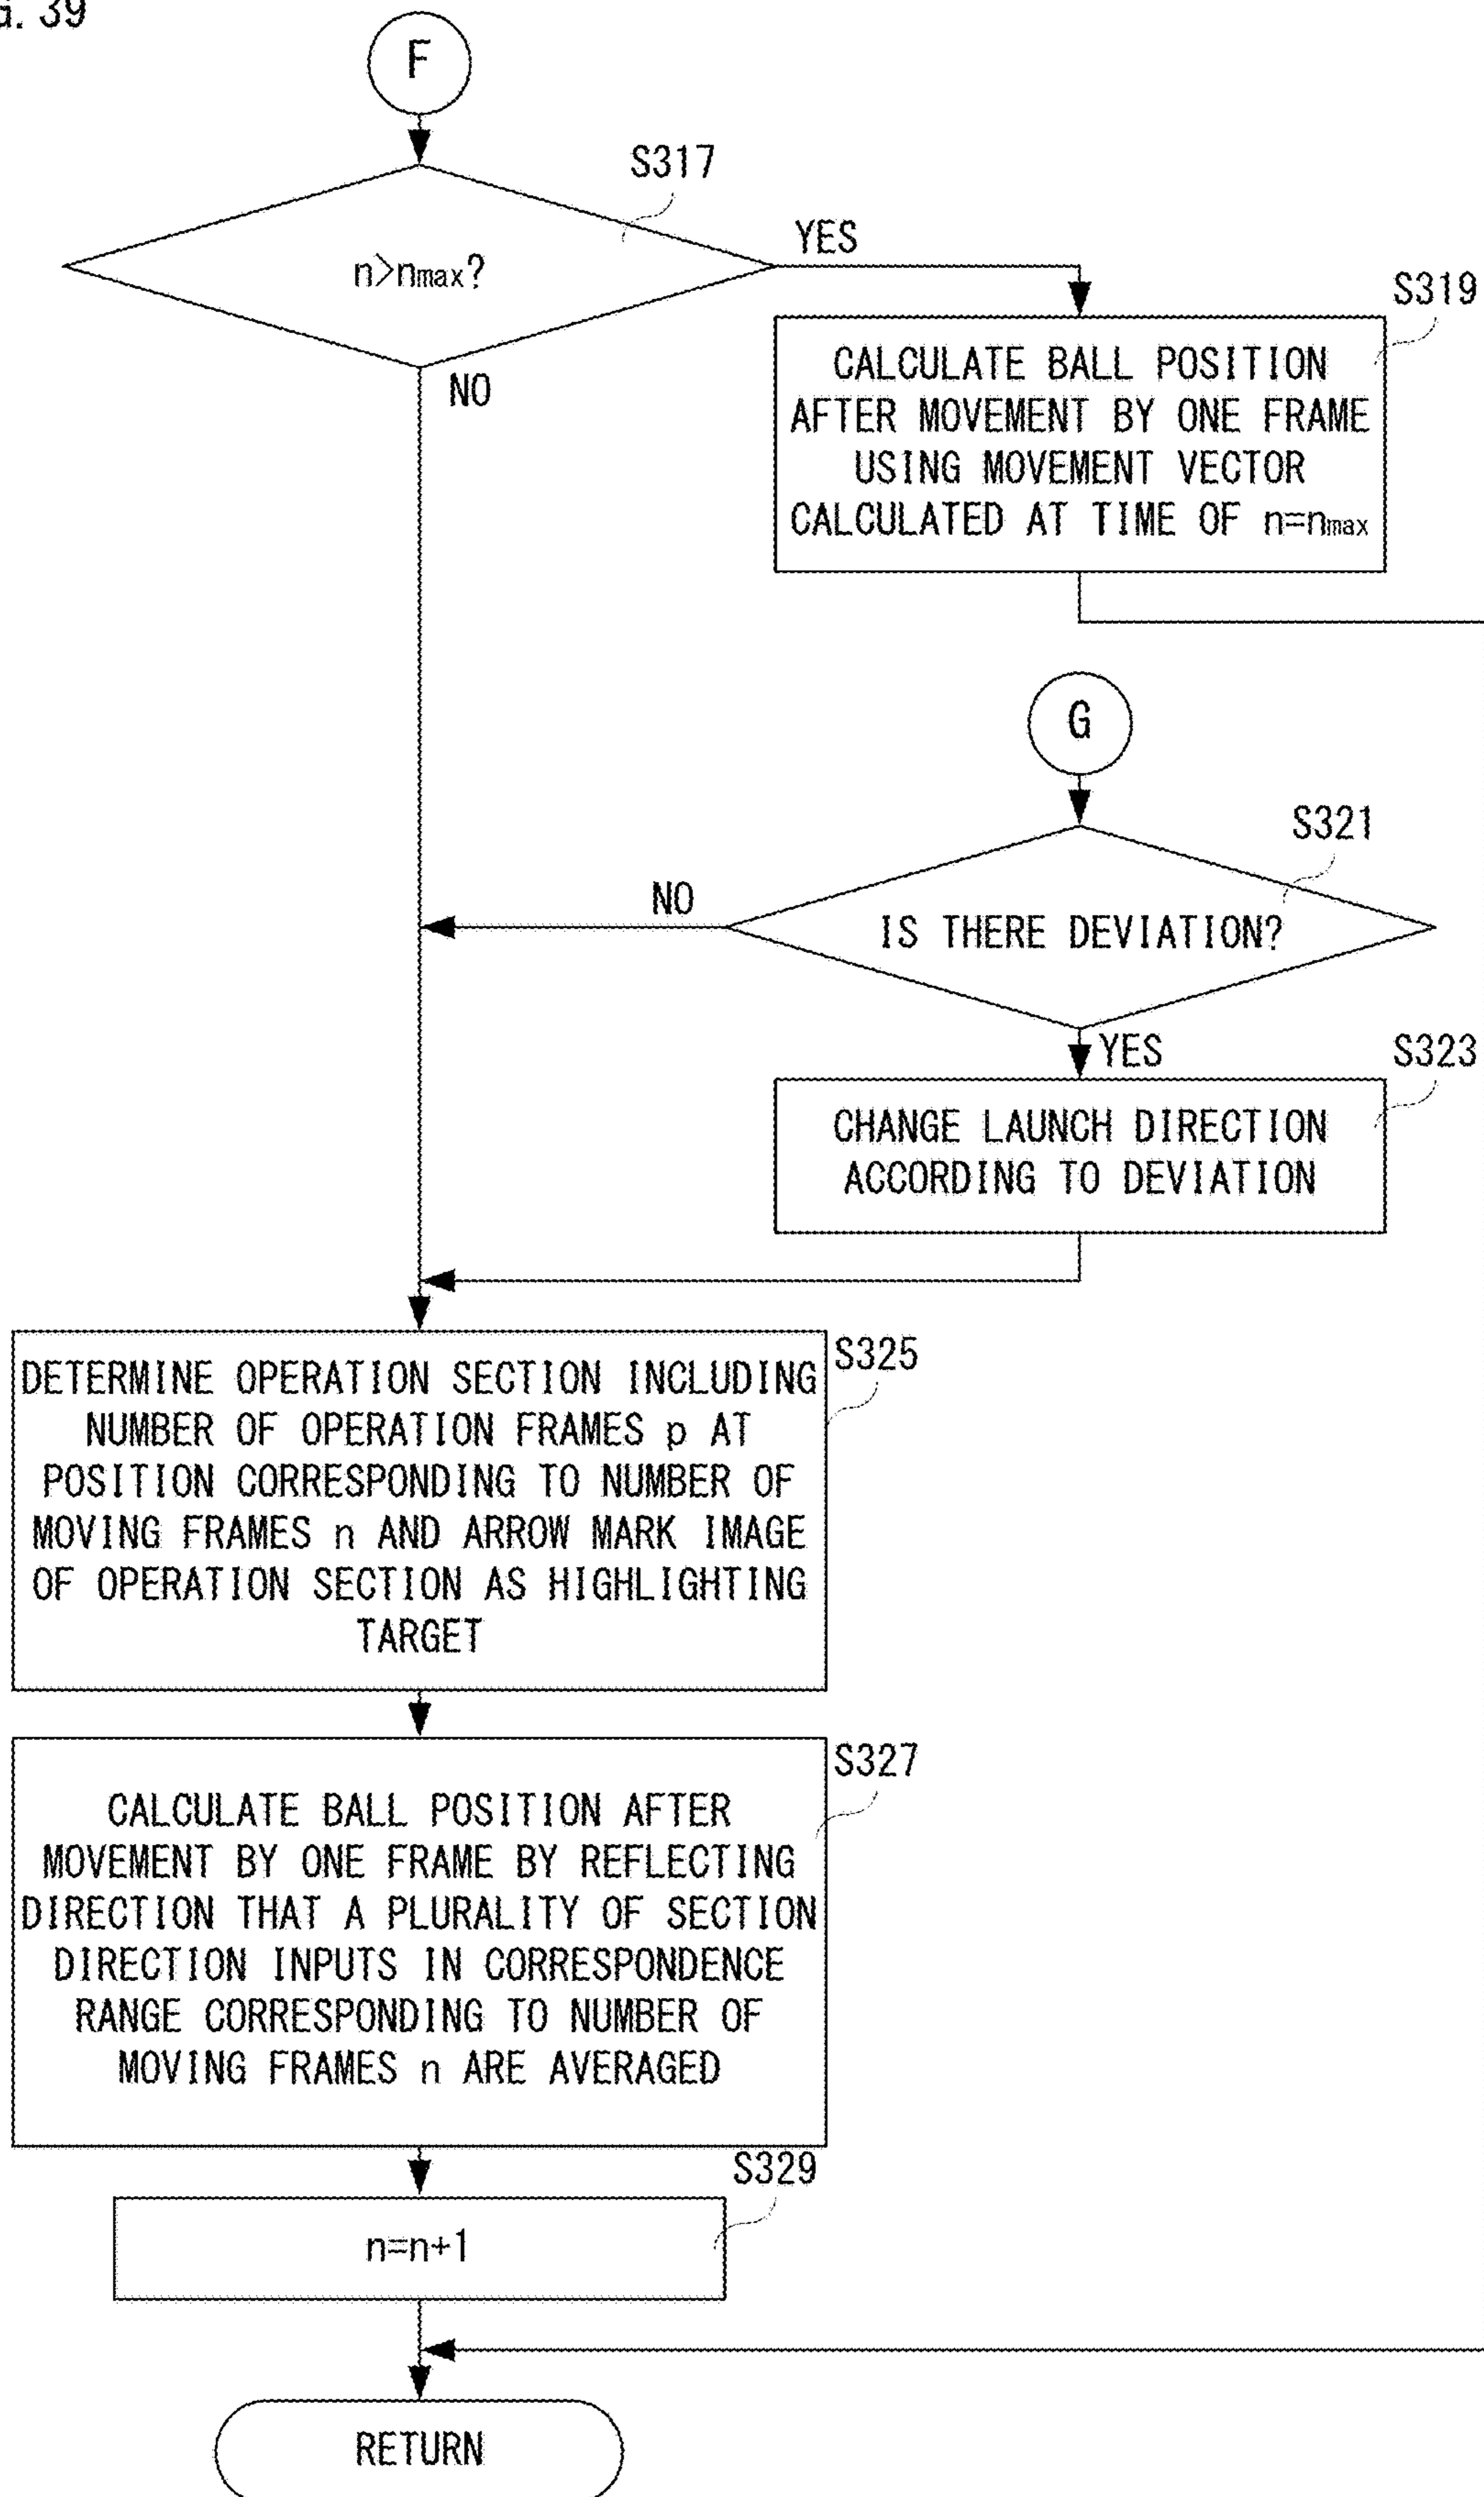 G. 39
F
S317
n>nmax?
YES
NO
S319
CALCULATE BALL POSITION
AFTER MOVEMENT BY ONE FRAME
USING MOVEMENT VECTOR
CALCULATED AT TIME OF n=nmax
G
S321
IS THERE DEVIATION?
NO
YES
S323
CHANGE LAUNCH DIRECTION
ACCORDING TO DEVIATION
S325
DETERMINE OPERATION SECTION INCLUDING
NUMBER OF OPERATION FRAMES p AT
POSITION CORRESPONDING TO NUMBER OF
MOVING FRAMES n AND ARROW MARK IMAGE
OF OPERATION SECTION AS HIGHLIGHTING
TARGET
S327
CALCULATE BALL POSITION AFTER
MOVEMENT BY ONE FRAME BY REFLECTING
DIRECTION THAT A PLURALITY OF SECTION
DIRECTION INPUTS IN CORRESPONDENCE
RANGE CORRESPONDING TO NUMBER OF
MOVING FRAMES n ARE AVERAGED
S329
n=n+1
RETURN